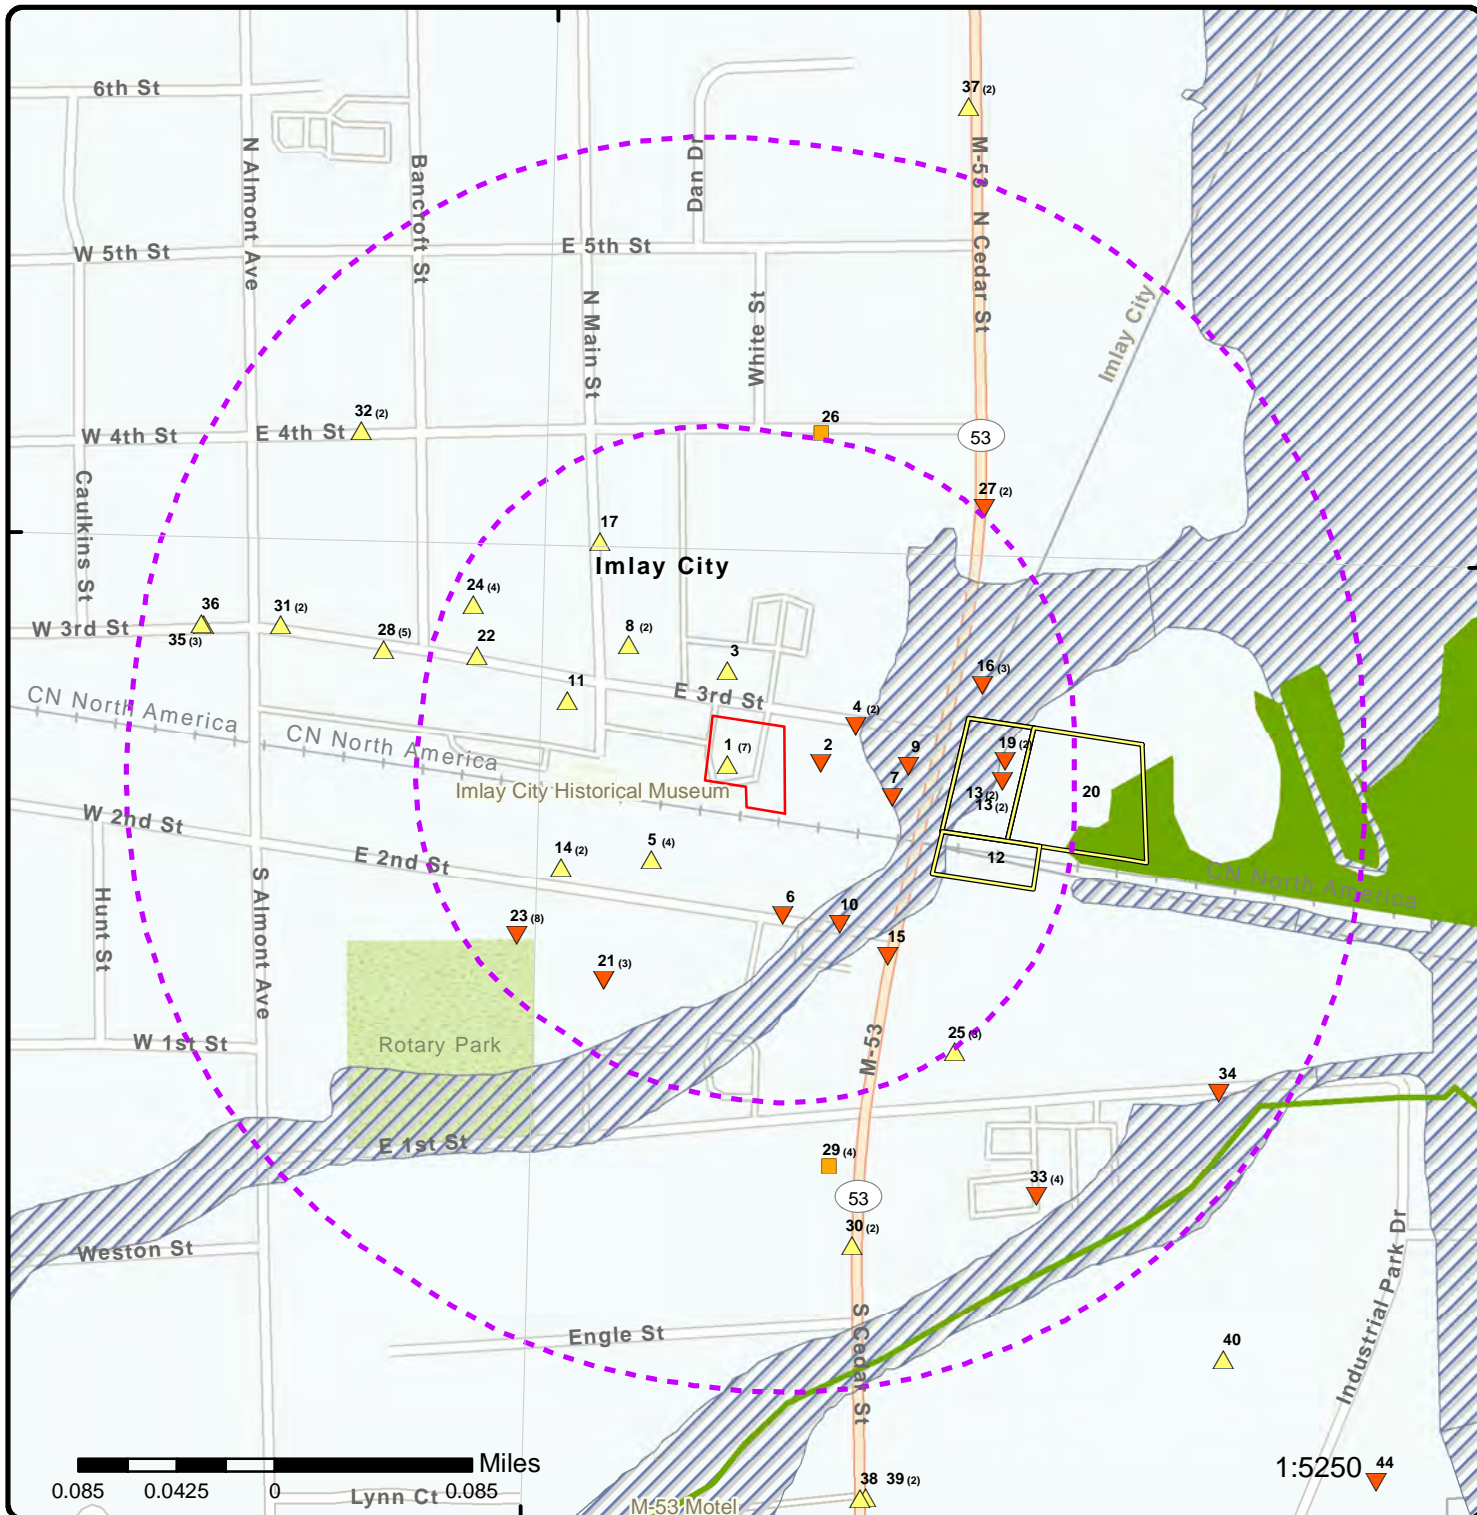 37 (2)
6th St
N Almont Ave
Bancroft St
Dau Dr
M-53 N Cedar St
W 5th St
E 5th St
N Main St
White St
Imlay City
32 (2)
26
W 4th St
E 4th St
53
Caulkins St
27 (2)
17
Imlay City
24 (4)
36
31 (2)
W 3rd St
35 (3)
28 (5)
22
8 (2)
3
16 (3)
11
E 3rd St
CN North America
4 (2)
CN North America
1 (7)
2
9
19 (2)
7
20
Imlay City Historical Museum
13 (2)
13 (2)
W 2nd St
E 2nd St
14 (2)
5 (4)
12
CN North America
Hunt St
S Almont Ave
23 (8)
6
10
15
21 (3)
W 1st St
Rotary Park
M-53
25 (3)
34
E 1st St
29 (4)
33 (4)
53
30 (2)
Weston St
Industrial Park Dr
S Cedar St
Engle St
40
Miles
0.085
0.0425
0
0.085
1:5250
44
38
39 (2)
Lynn Ct
M-53 Motel